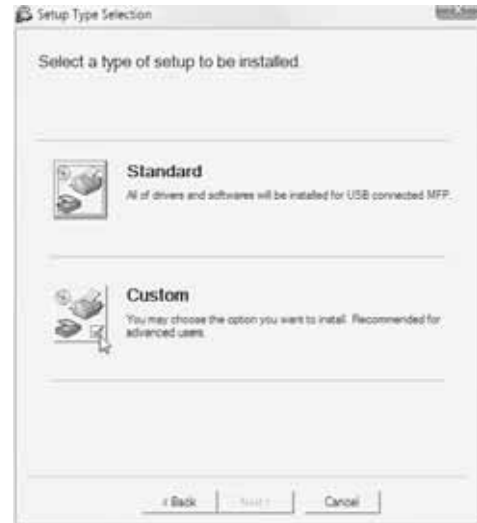 Setup Type Selection
Select a type of setup to be installed.
Standard
All of drivers and softwares will be installed for USB connected MFP.
Custom
You may choose the option you want to install. Recommended for
advanced users.
< Back
Next >
Cancel